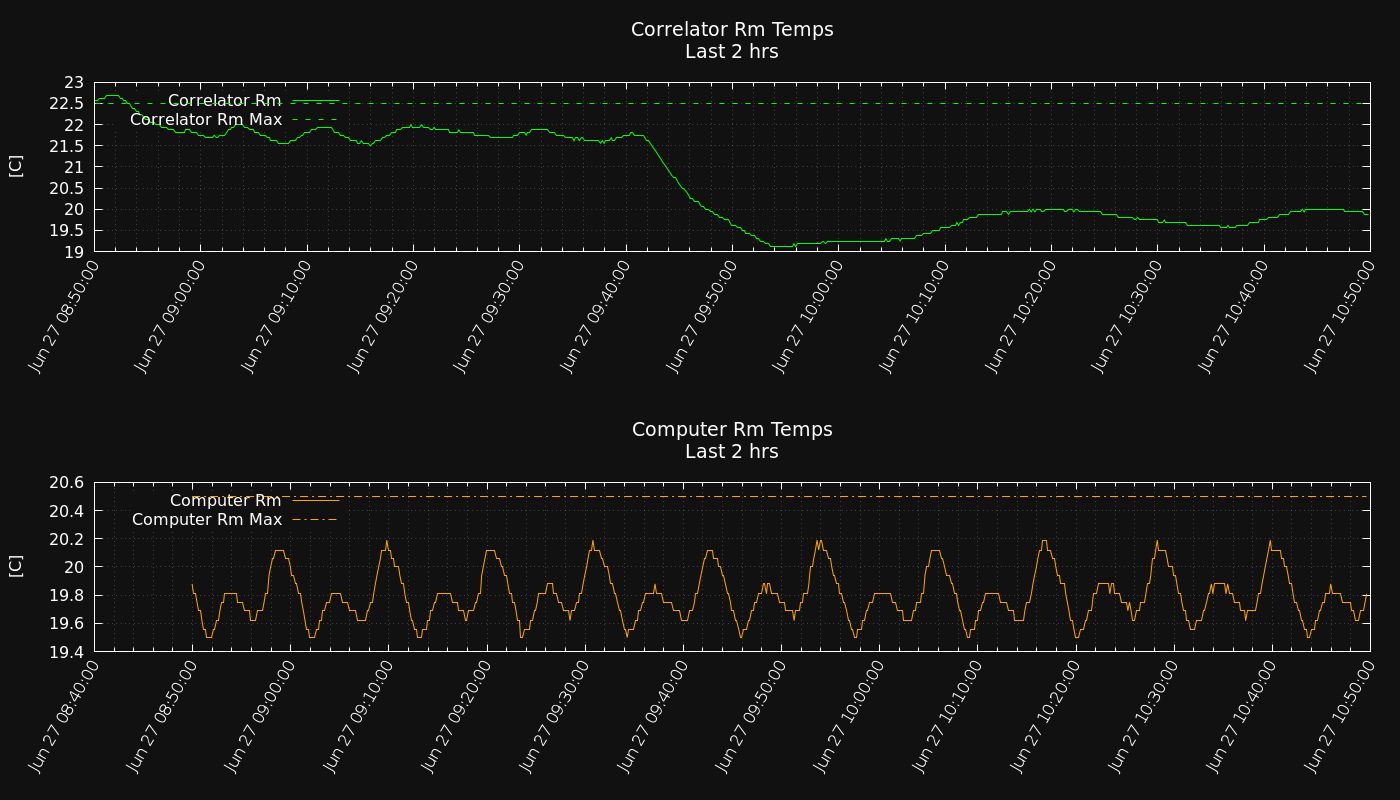 Correlator Rm Temps
Last 2 hrs
23
22.5
22
21.5
21
20.5
20
19.5
19
[C]
Correlator Rm
Correlator Rm Max
Jun 27 08:50:00
Jun 27 09:00:00
Jun 27 09:10:00
Jun 27 09:20:00
Jun 27 09:30:00
Jun 27 09:40:00
Jun 27 09:50:00
Jun 27 10:00:00
Jun 27 10:10:00
Jun 27 10:20:00
Jun 27 10:30:00
Jun 27 10:40:00
Jun 27 10:50:00
Computer Rm Temps
Last 2 hrs
20.6
20.4
20.2
20
19.8
19.6
19.4
[C]
Computer Rm
Computer Rm Max
Jun 27 08:40:00
Jun 27 08:50:00
Jun 27 09:00:00
Jun 27 09:10:00
Jun 27 09:20:00
Jun 27 09:30:00
Jun 27 09:40:00
Jun 27 09:50:00
Jun 27 10:00:00
Jun 27 10:10:00
Jun 27 10:20:00
Jun 27 10:30:00
Jun 27 10:40:00
Jun 27 10:50:00